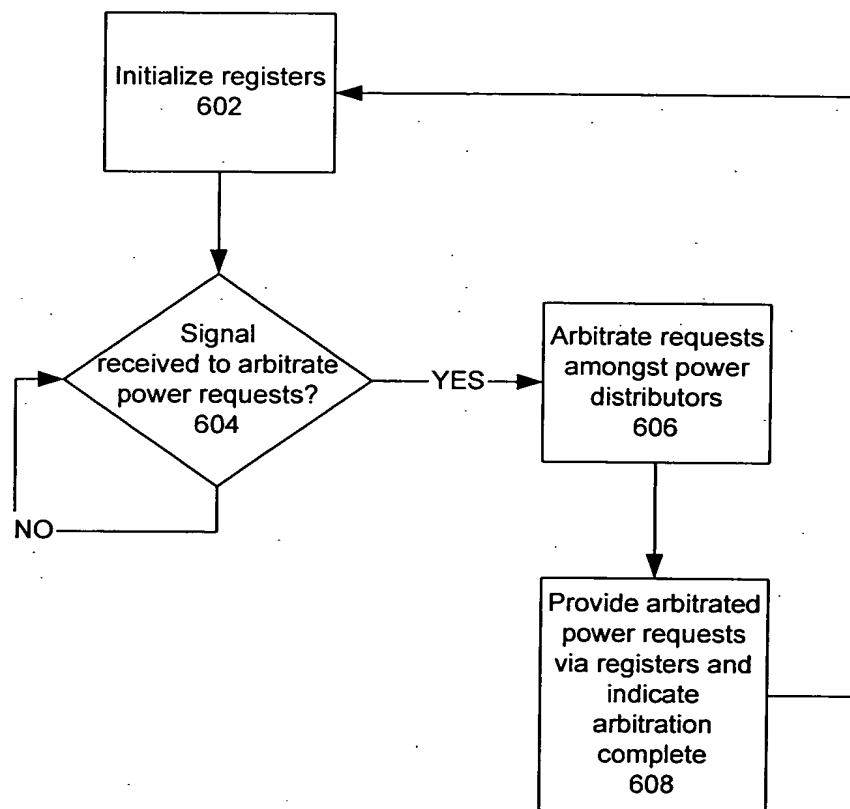 Initialize registers
602
Signal
received to arbitrate
power requests?
604
YES
NO
Arbitrate requests
amongst power
distributors
606
Provide arbitrated
power requests
via registers and
indicate
arbitration
complete
608